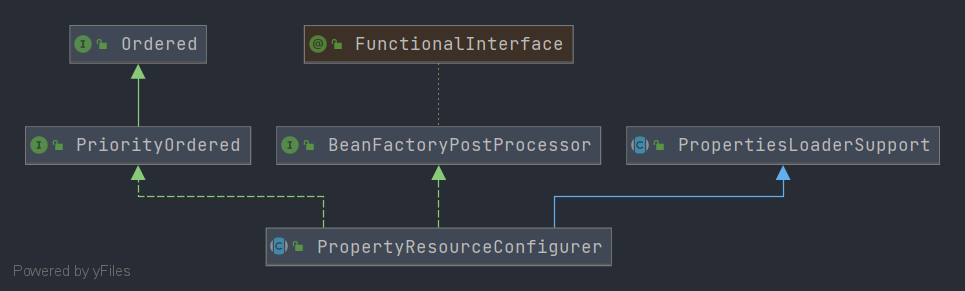 I Ordered
@ FunctionalInterface
I PriorityOrdered
I BeanFactoryPostProcessor
C PropertiesLoaderSupport
C PropertyResourceConfigurer
Powered by yFiles